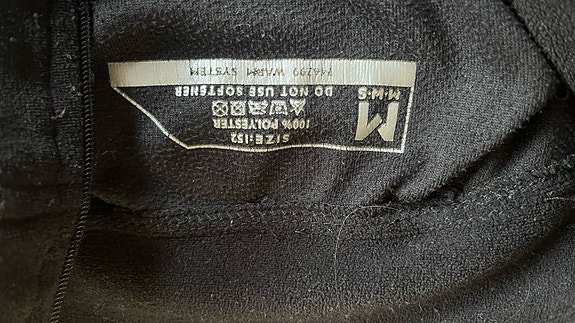 M
M·W·S
SIZE:152
100% POLYESTER
DO NOT USE SOFTENER
WARM SYSTEM